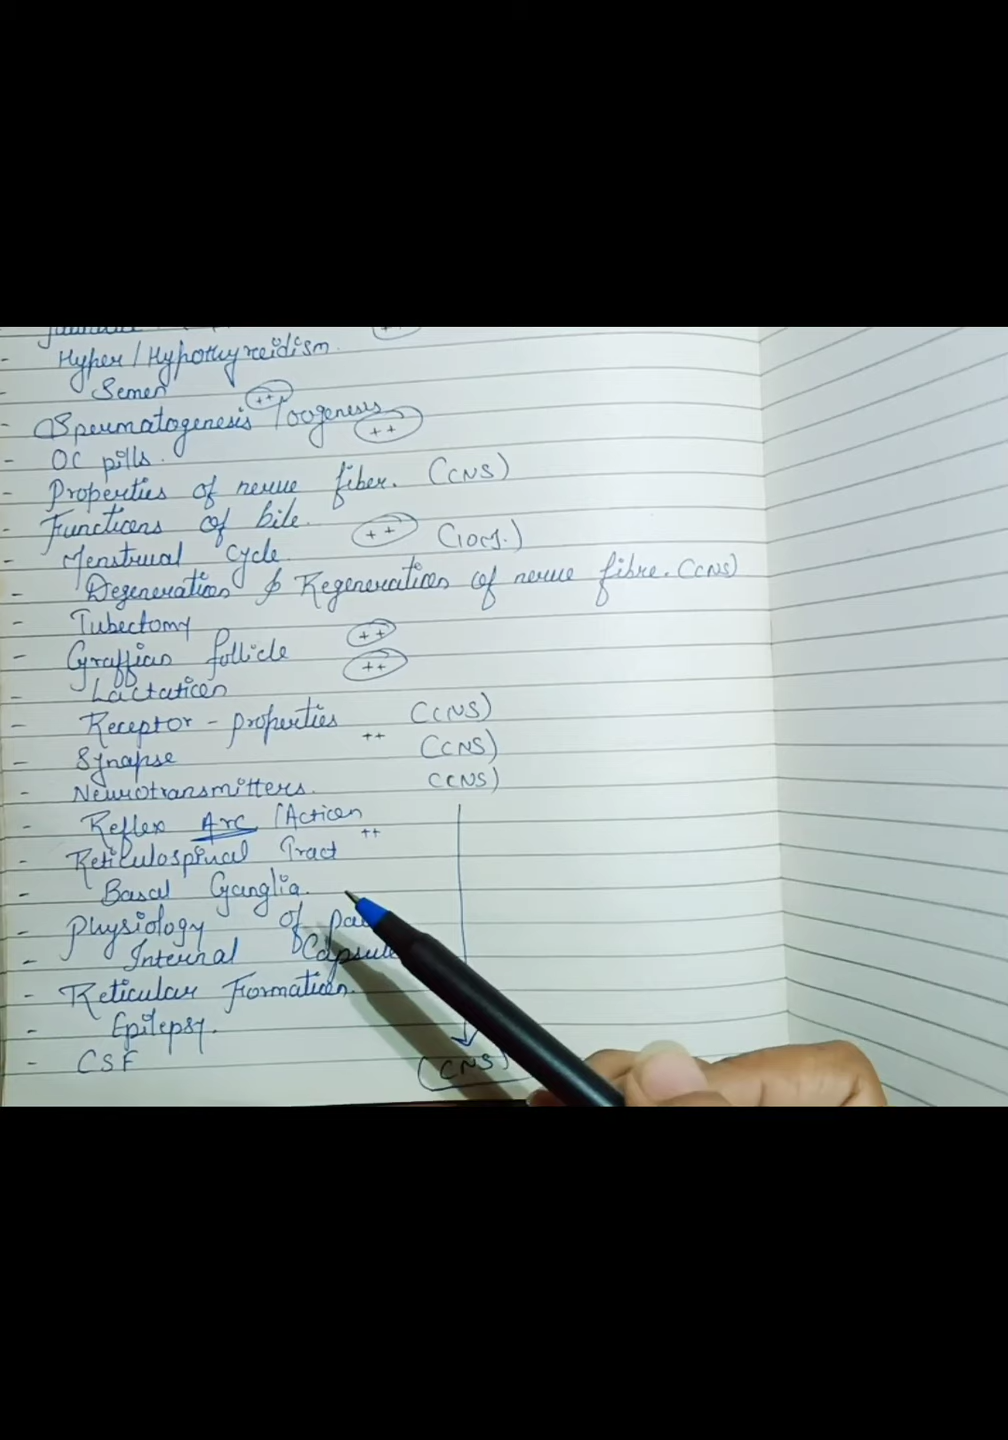 - Hyper/Hypothyroidism.
- Semen ++
- Spermatogenesis / oogenesis ++
- OC pills.
- Properties of nerve fiber. (CNS)
- Functions of bile.
- Menstrual cycle. ++ (10M.)
- Degeneration & Regeneration of nerve fibre. (CNS)
- Tubectomy
- Graffian follicle ++
- Lactation ++
- Receptor - properties (CNS)
- Synapse ++ (CNS)
- Neurotransmitters. (CNS)
- Reflex Arc / Action
- Reticulospinal Tract ++
- Basal Ganglia.
- Physiology of
- Internal Capsule
- Reticular Formation.
- Epilepsy.
- CSF (CNS)